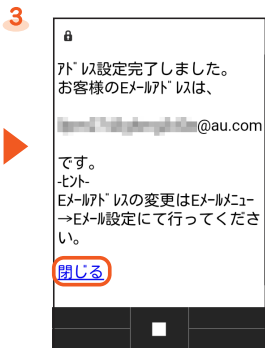 3
ｱﾄﾞﾚｽ設定完了しました。
お客様のEﾒｰﾙｱﾄﾞﾚｽは、
@au.com
です。
-ﾋﾝﾄ-
Eﾒｰﾙｱﾄﾞﾚｽの変更はEﾒｰﾙﾒﾆｭｰ
→Eﾒｰﾙ設定にて行ってくださ
い。
閉じる